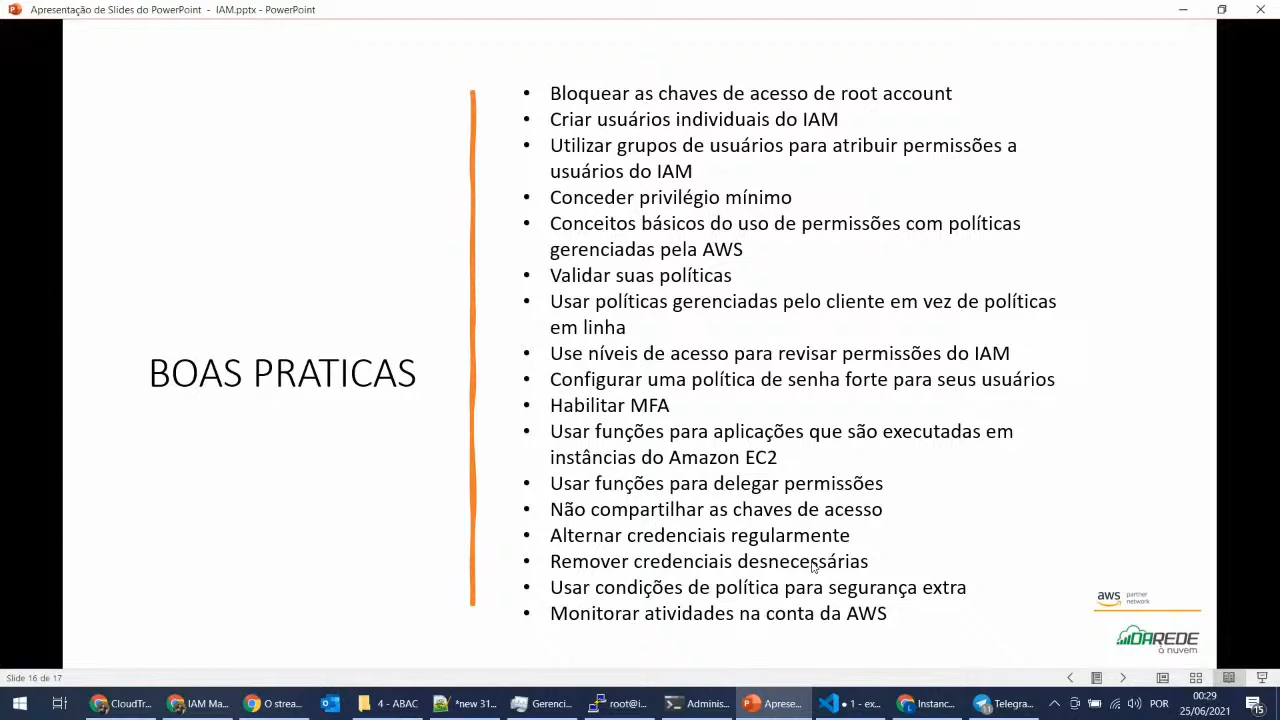 Apresentação de Slides do PowerPoint - IAM.pptx - PowerPoint
• Bloquear as chaves de acesso de root account
• Criar usuários individuais do IAM
• Utilizar grupos de usuários para atribuir permissões a
usuários do IAM
• Conceder privilégio mínimo
• Conceitos básicos do uso de permissões com políticas
gerenciadas pela AWS
• Validar suas políticas
• Usar políticas gerenciadas pelo cliente em vez de políticas
em linha
• Use níveis de acesso para revisar permissões do IAM
• Configurar uma política de senha forte para seus usuários
• Habilitar MFA
• Usar funções para aplicações que são executadas em
instâncias do Amazon EC2
• Usar funções para delegar permissões
• Não compartilhar as chaves de acesso
• Alternar credenciais regularmente
• Remover credenciais desnecessárias
• Usar condições de política para segurança extra
• Monitorar atividades na conta da AWS
BOAS PRATICAS
aws partner network
DAREDE
à nuvem
Slide 16 de 17
CloudTr...
IAM Ma...
O strea...
4 - ABAC
*new 31...
Gerenci...
root@i...
Adminis...
Aprese...
● 1 - ex...
Instanc...
Telegra...
00:29
25/06/2021
15